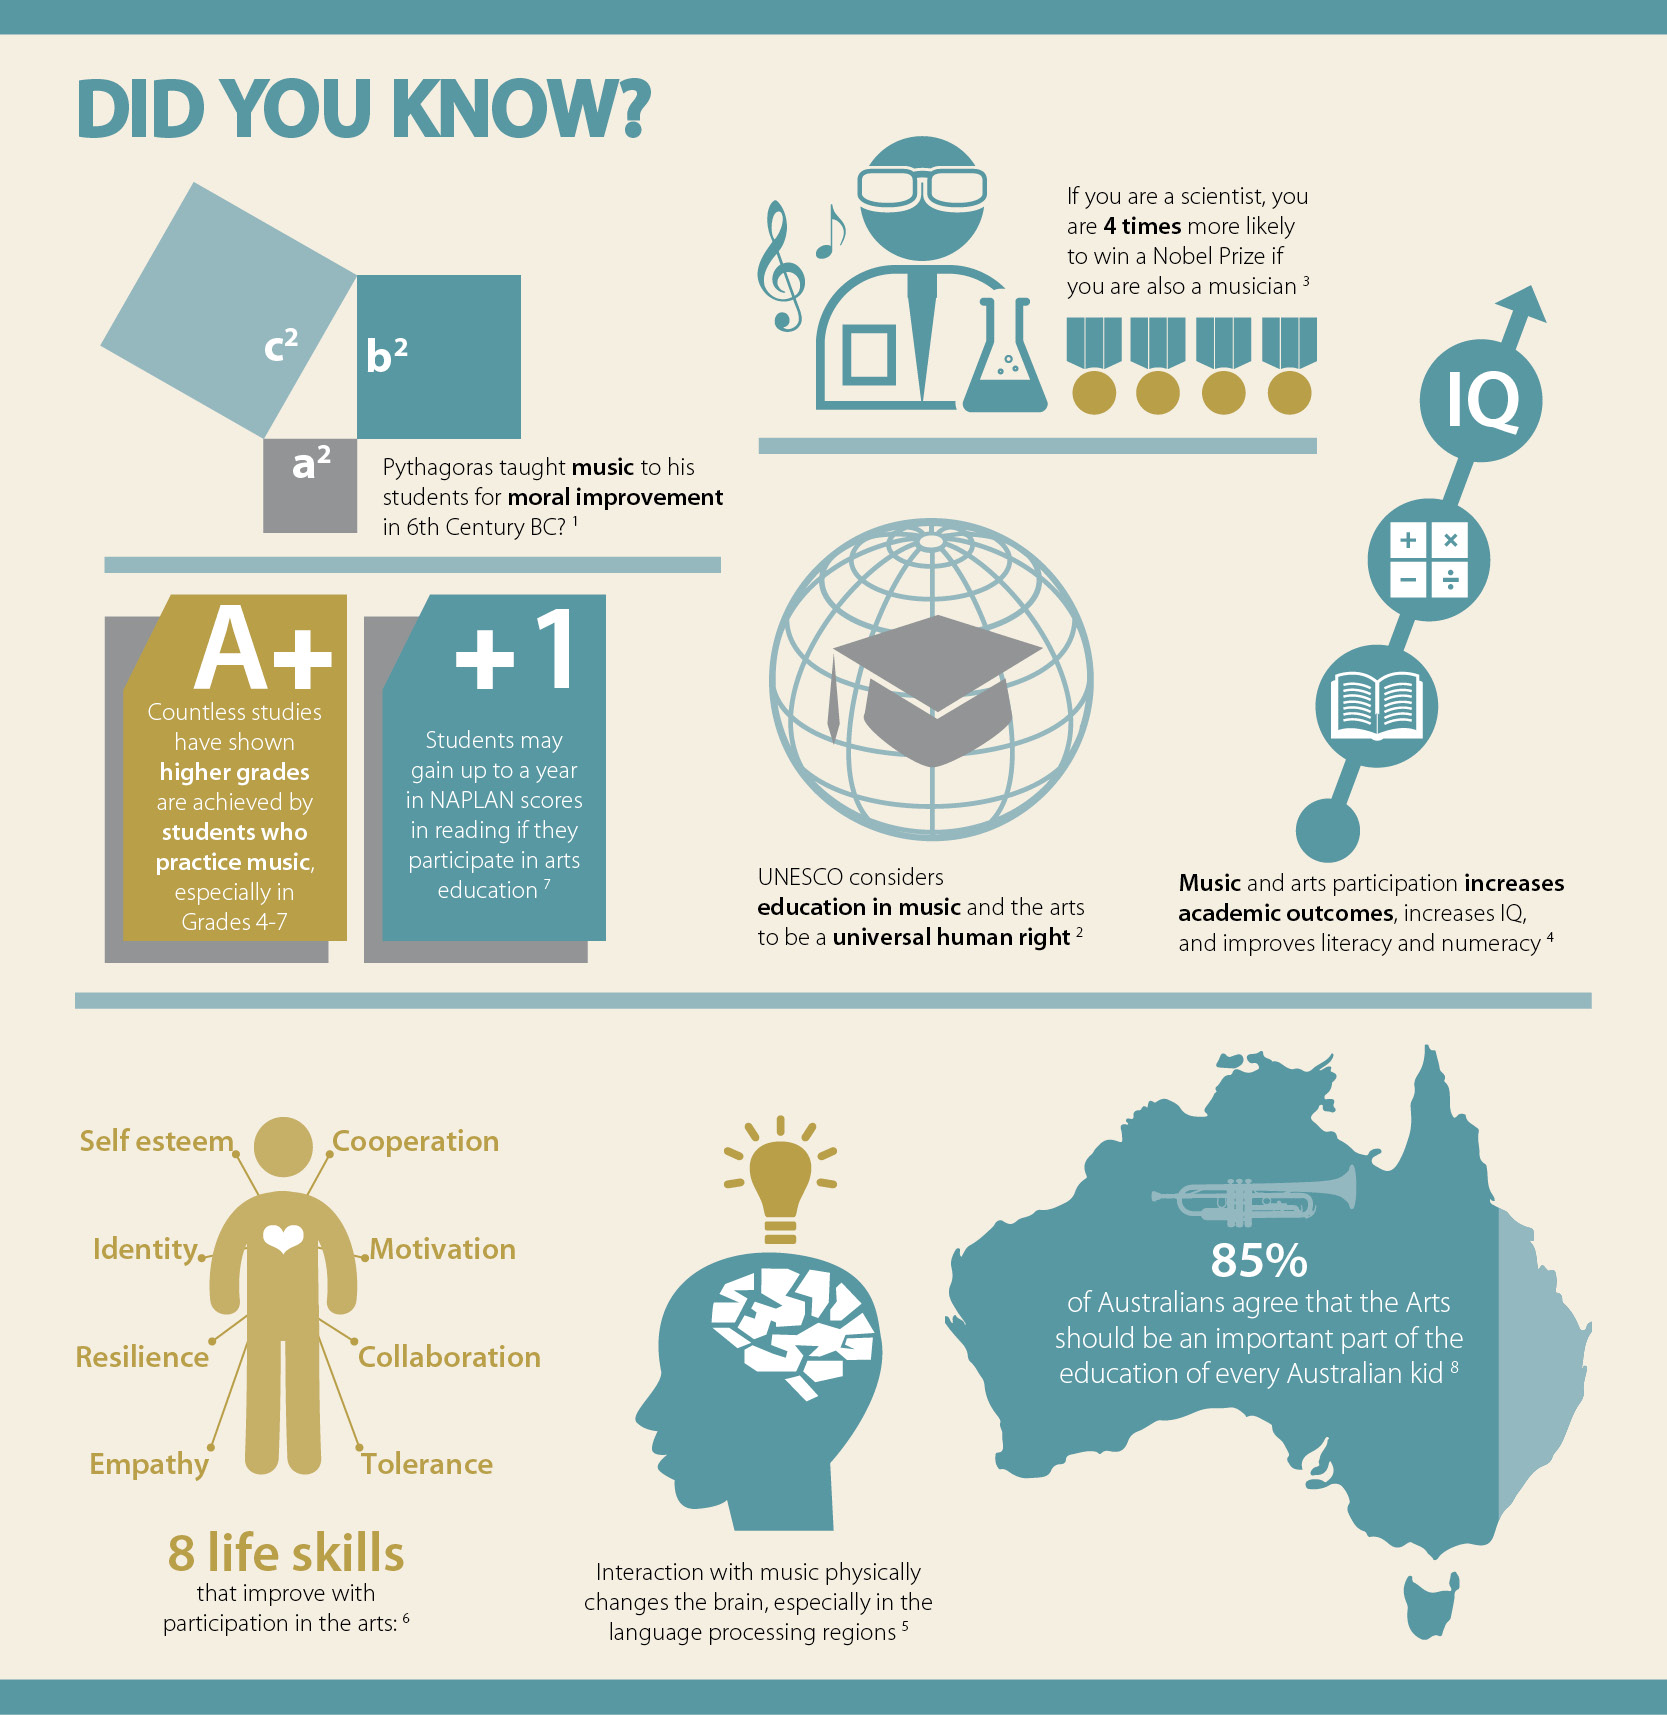 DID YOU KNOW?
c²
b²
a²
Pythagoras taught music to his
students for moral improvement
in 6th Century BC? ¹
If you are a scientist, you
are 4 times more likely
to win a Nobel Prize if
you are also a musician ³
A+
Countless studies
have shown
higher grades
are achieved by
students who
practice music,
especially in
Grades 4-7
+1
Students may
gain up to a year
in NAPLAN scores
in reading if they
participate in arts
education ⁷
UNESCO considers
education in music and the arts
to be a universal human right ²
IQ
+ ×
− ÷
Music and arts participation increases
academic outcomes, increases IQ,
and improves literacy and numeracy ⁴
Self esteem
Cooperation
Identity
Motivation
Resilience
Collaboration
Empathy
Tolerance
8 life skills
that improve with
participation in the arts: ⁶
Interaction with music physically
changes the brain, especially in the
language processing regions ⁵
85%
of Australians agree that the Arts
should be an important part of the
education of every Australian kid ⁸